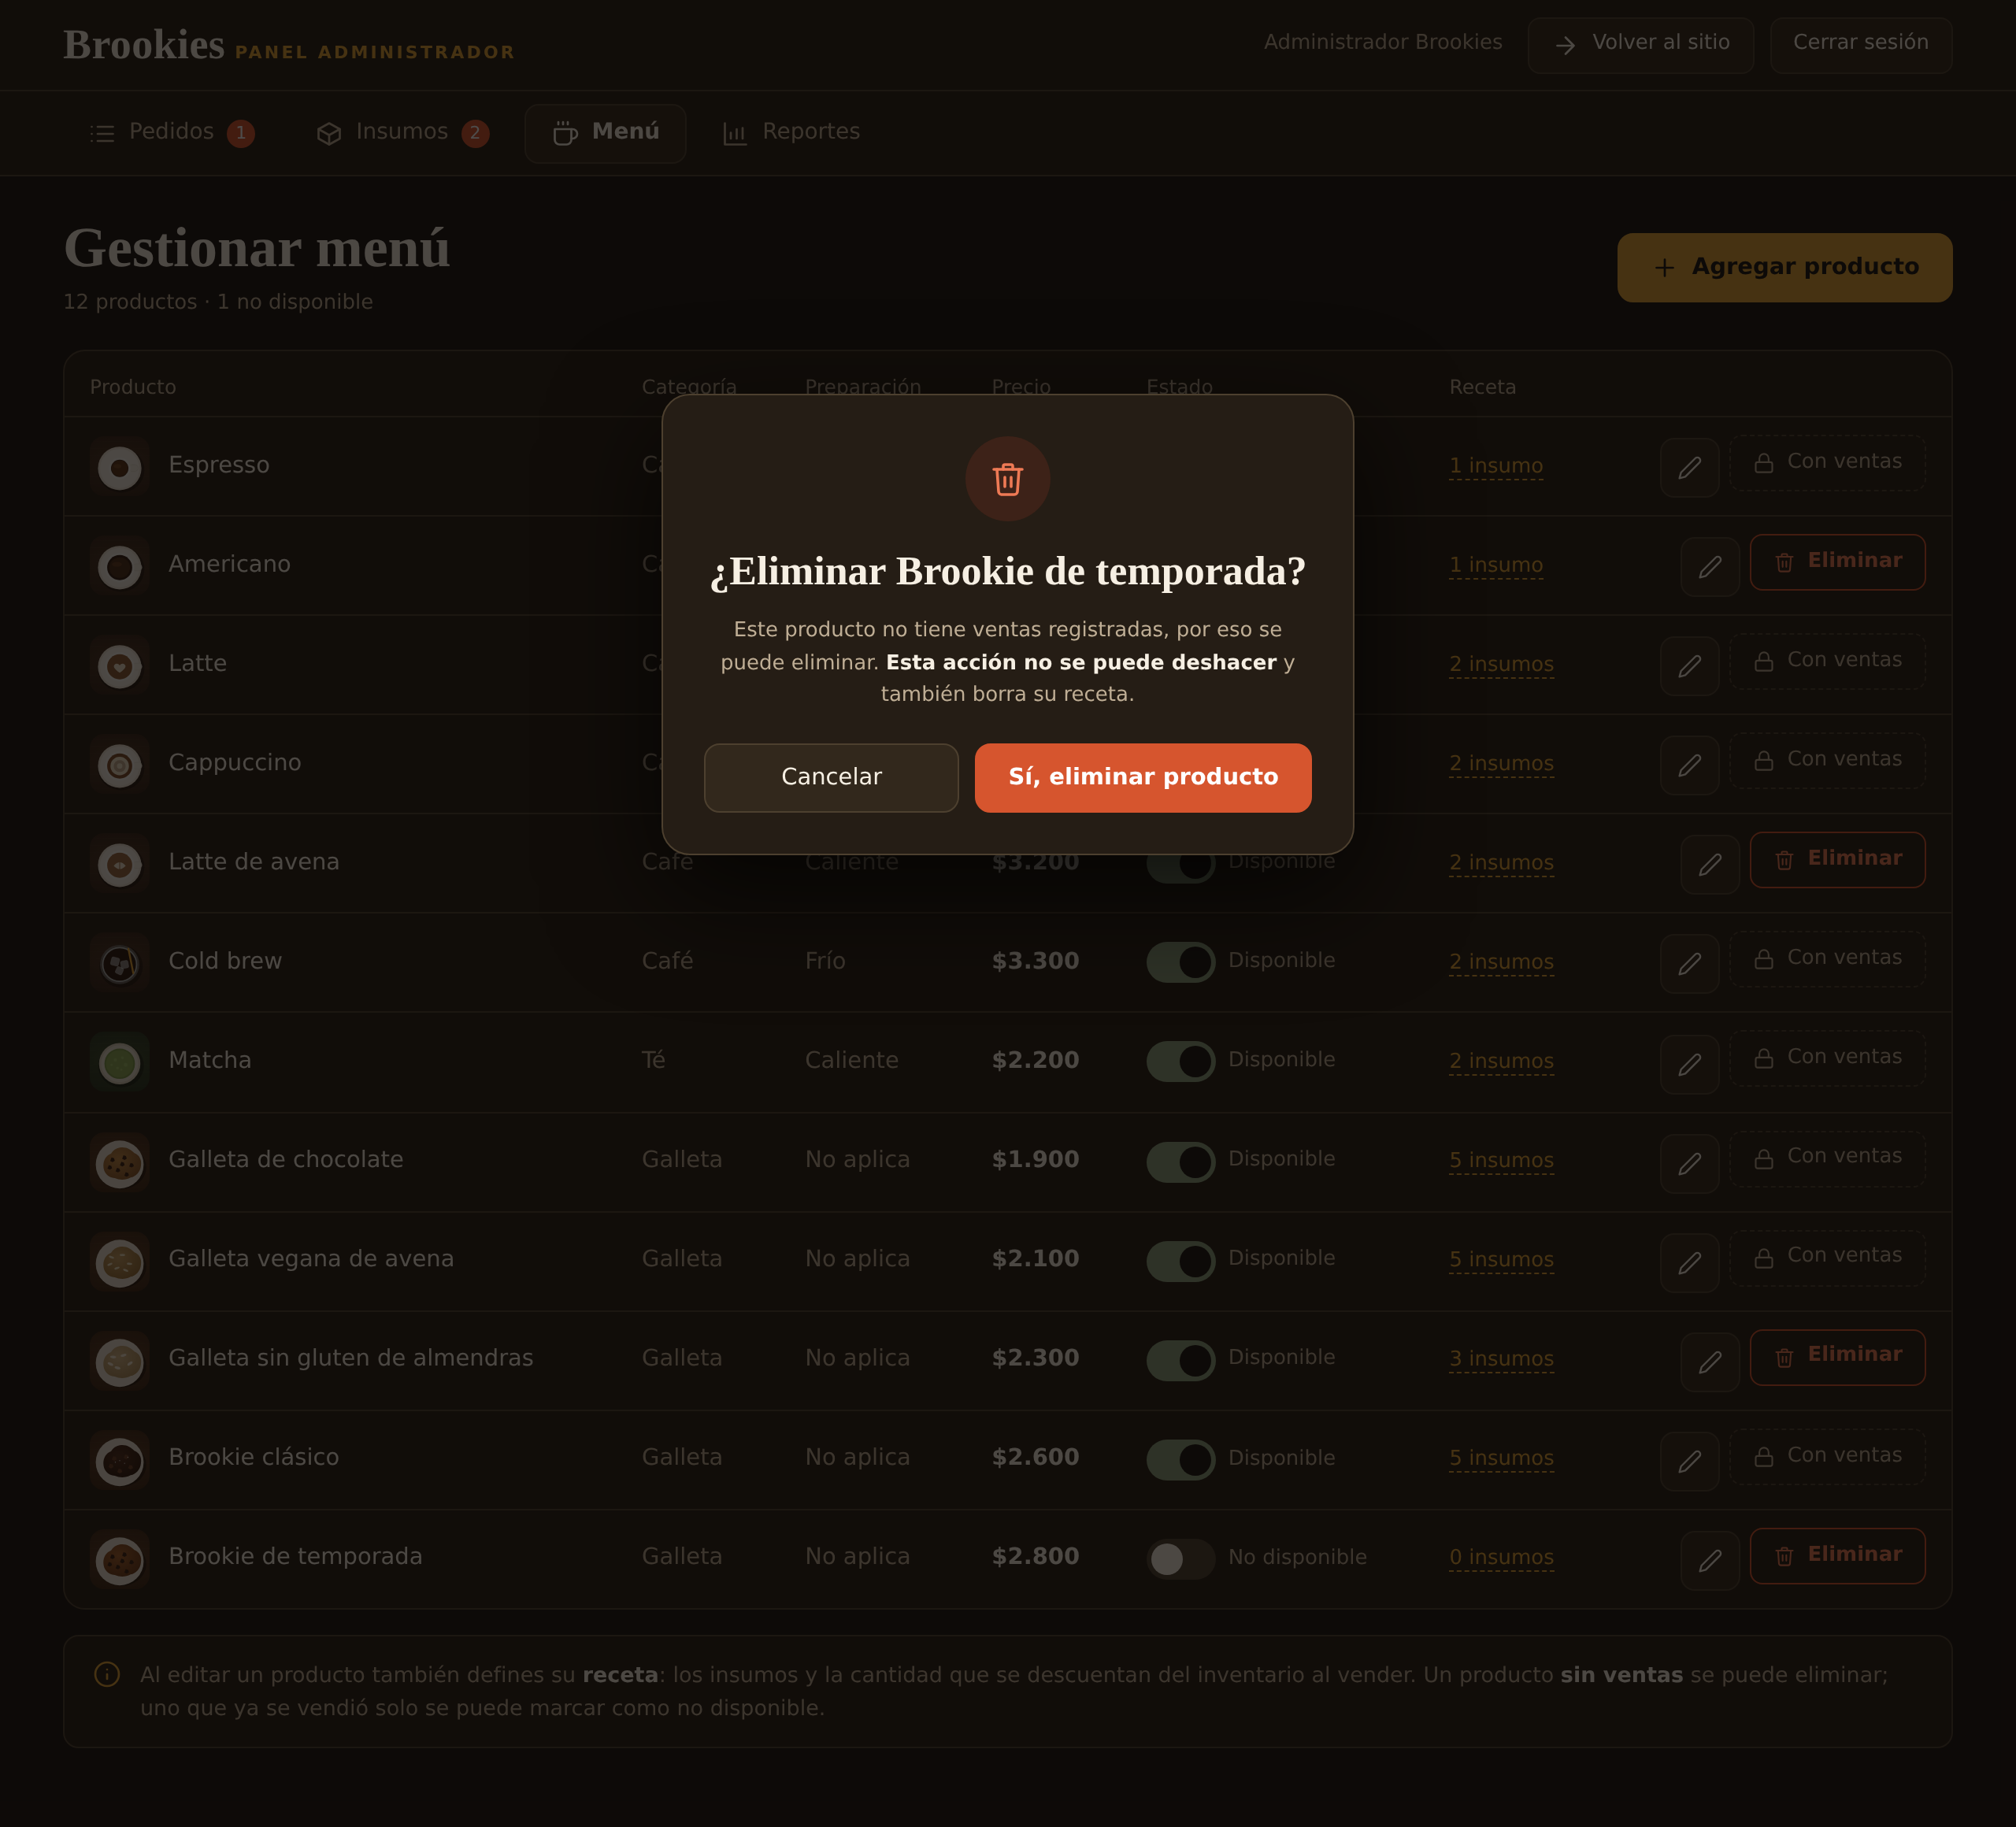 Brookies PANEL ADMINISTRADOR
Administrador Brookies
Volver al sitio
Cerrar sesión
Pedidos 1
Insumos 2
Menú
Reportes
Gestionar menú
12 productos · 1 no disponible
Agregar producto
Producto Categoría Preparación Precio Estado Receta
Espresso 1 insumo Con ventas
Americano 1 insumo Eliminar
Latte 2 insumos Con ventas
Cappuccino 2 insumos Con ventas
¿Eliminar Brookie de temporada?
Este producto no tiene ventas registradas, por eso se
puede eliminar. Esta acción no se puede deshacer y
también borra su receta.
Cancelar
Sí, eliminar producto
Latte de avena Café Caliente $3.200 Disponible 2 insumos Eliminar
Cold brew Café Frío $3.300 Disponible 2 insumos Con ventas
Matcha Té Caliente $2.200 Disponible 2 insumos Con ventas
Galleta de chocolate Galleta No aplica $1.900 Disponible 5 insumos Con ventas
Galleta vegana de avena Galleta No aplica $2.100 Disponible 5 insumos Con ventas
Galleta sin gluten de almendras Galleta No aplica $2.300 Disponible 3 insumos Eliminar
Brookie clásico Galleta No aplica $2.600 Disponible 5 insumos Con ventas
Brookie de temporada Galleta No aplica $2.800 No disponible 0 insumos Eliminar
Al editar un producto también defines su receta: los insumos y la cantidad que se descuentan del inventario al vender. Un producto sin ventas se puede eliminar;
uno que ya se vendió solo se puede marcar como no disponible.